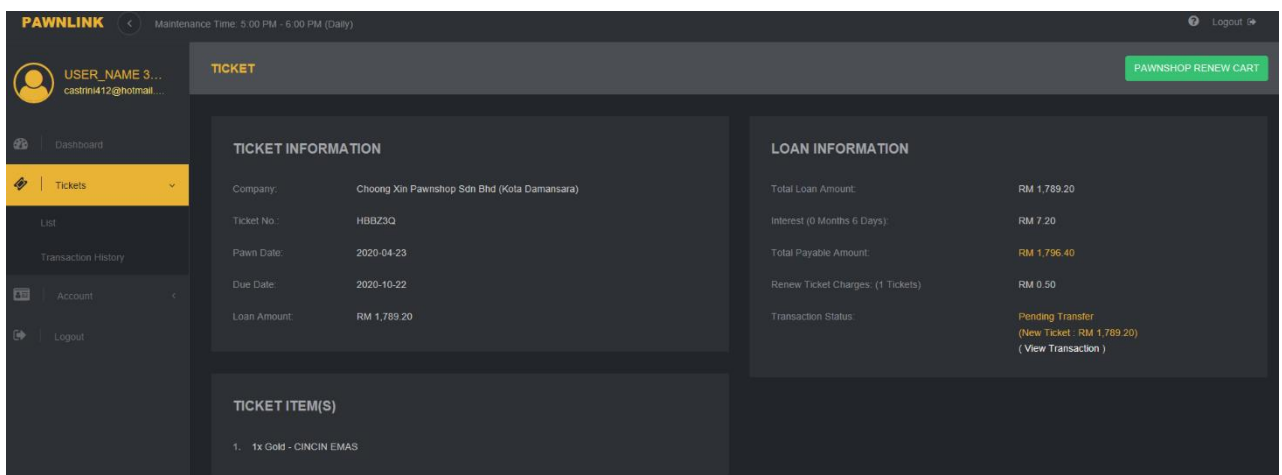 PAWNLINK
Maintenance Time: 5:00 PM - 6:00 PM (Daily)
Logout
USER_NAME 3...
castrini412@hotmail....
TICKET
PAWNSHOP RENEW CART
Dashboard
Tickets
List
Transaction History
Account
Logout
TICKET INFORMATION
Company: Choong Xin Pawnshop Sdn Bhd (Kota Damansara)
Ticket No.: HBBZ3Q
Pawn Date: 2020-04-23
Due Date: 2020-10-22
Loan Amount: RM 1,789.20
TICKET ITEM(S)
1. 1x Gold - CINCIN EMAS
LOAN INFORMATION
Total Loan Amount: RM 1,789.20
Interest (0 Months 6 Days): RM 7.20
Total Payable Amount: RM 1,796.40
Renew Ticket Charges: (1 Tickets) RM 0.50
Transaction Status: Pending Transfer
(New Ticket : RM 1,789.20)
( View Transaction )